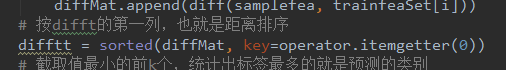 diffMat.append(diff(samplefea, trainfeaSet[i]))
# 按difft的第一列，也就是距离排序
difftt = sorted(diffMat, key=operator.itemgetter(0))
# 截取值最小的前k个，统计出标签最多的就是预测的类别